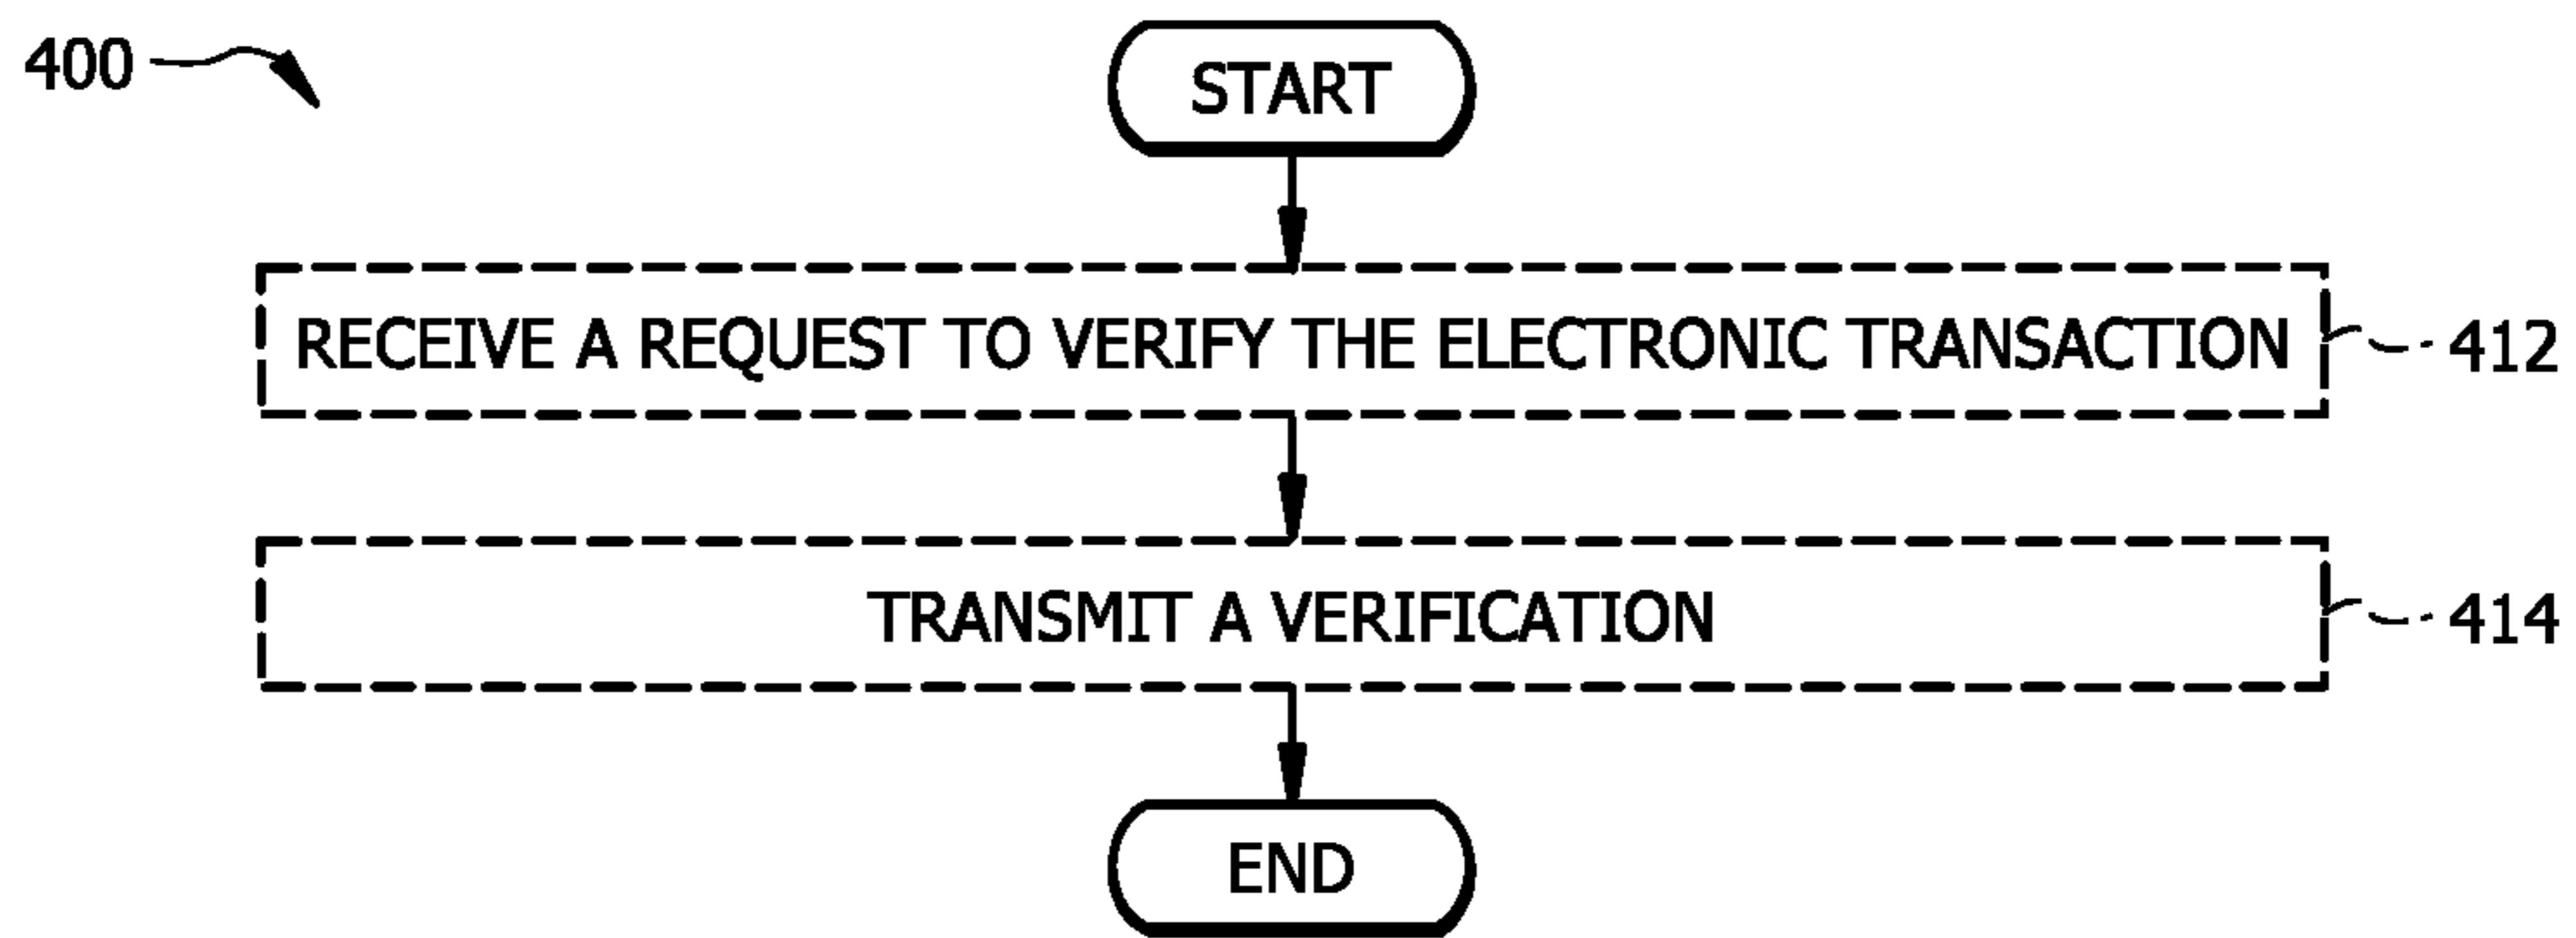 400
START
RECEIVE A REQUEST TO VERIFY THE ELECTRONIC TRANSACTION
412
TRANSMIT A VERIFICATION
414
END